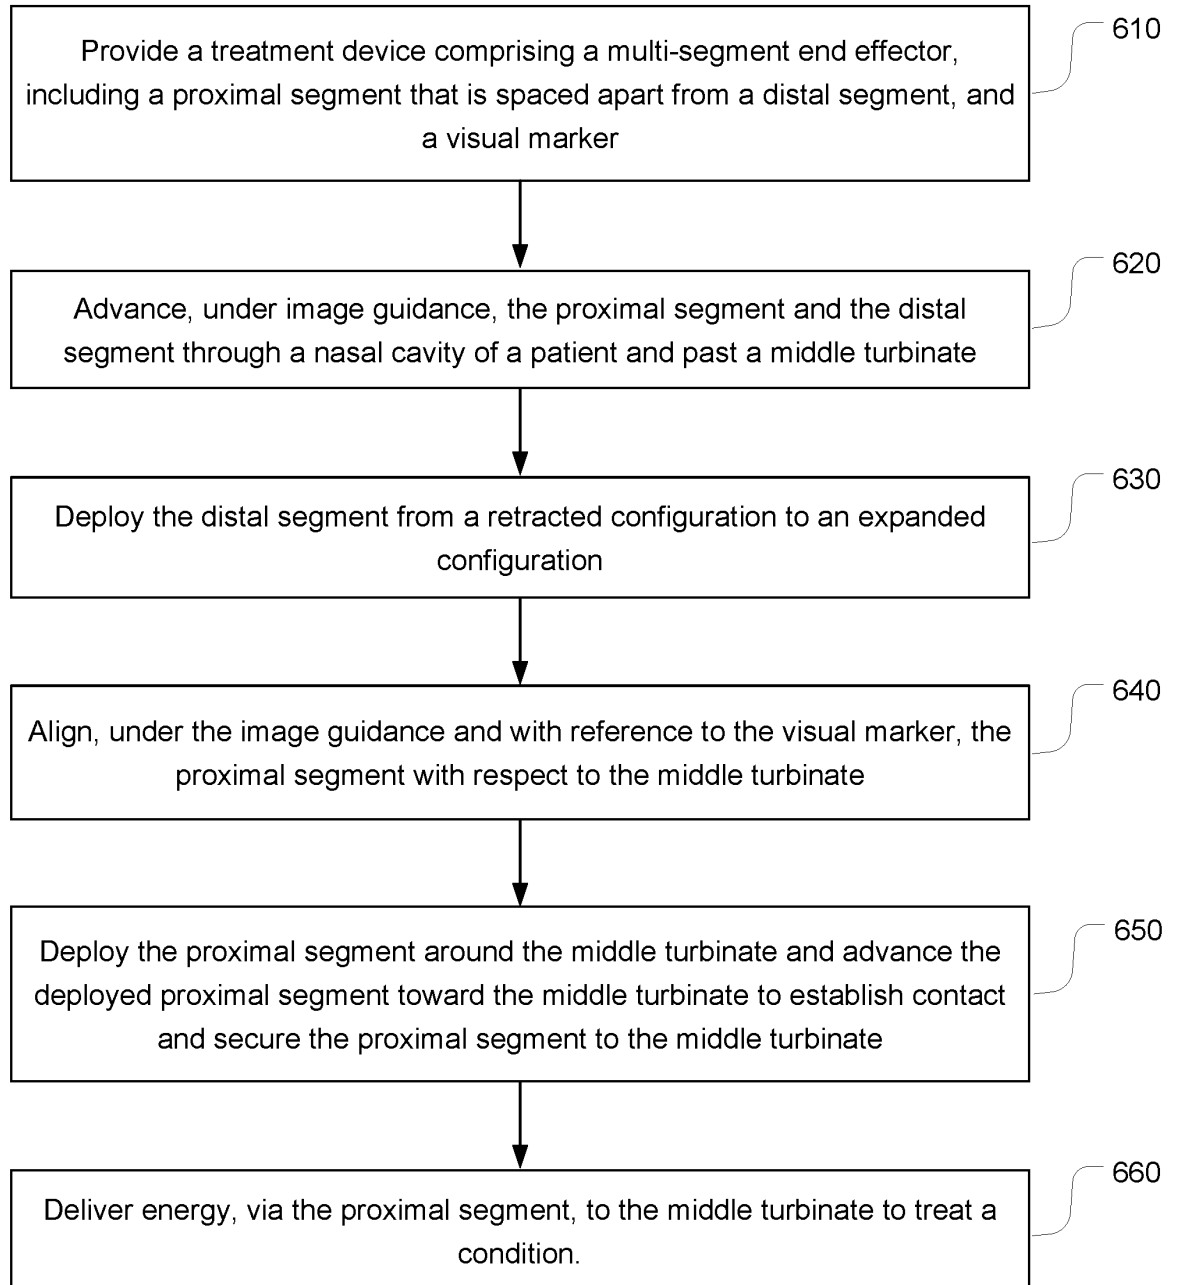 610
Provide a treatment device comprising a multi-segment end effector,
including a proximal segment that is spaced apart from a distal segment, and
a visual marker
620
Advance, under image guidance, the proximal segment and the distal
segment through a nasal cavity of a patient and past a middle turbinate
630
Deploy the distal segment from a retracted configuration to an expanded
configuration
640
Align, under the image guidance and with reference to the visual marker, the
proximal segment with respect to the middle turbinate
650
Deploy the proximal segment around the middle turbinate and advance the
deployed proximal segment toward the middle turbinate to establish contact
and secure the proximal segment to the middle turbinate
660
Deliver energy, via the proximal segment, to the middle turbinate to treat a
condition.